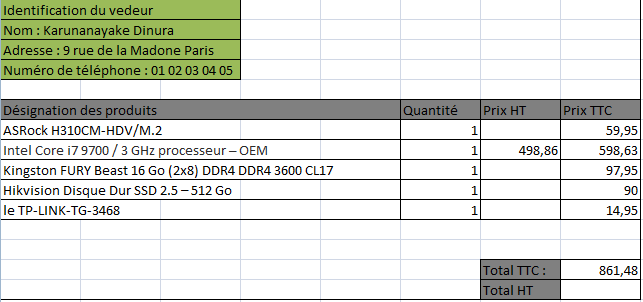 Identification du vedeur
Nom : Karunanayake Dinura
Adresse : 9 rue de la Madone Paris
Numéro de téléphone : 01 02 03 04 05
Désignation des produits Quantité Prix HT Prix TTC
ASRock H310CM-HDV/M.2 1 59,95
Intel Core i7 9700 / 3 GHz processeur – OEM 1 498,86 598,63
Kingston FURY Beast 16 Go (2x8) DDR4 DDR4 3600 CL17 1 97,95
Hikvision Disque Dur SSD 2.5 – 512 Go 1 90
le TP-LINK-TG-3468 1 14,95
Total TTC : 861,48
Total HT